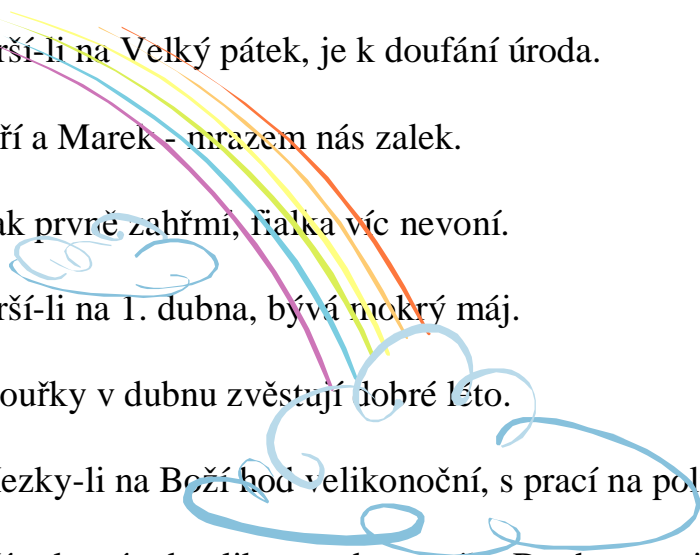 rší-li na Velký pátek, je k doufání úroda.
ří a Marek - mrazem nás zalek.
ak prvně zahřmí, fialka víc nevoní.
rší-li na 1. dubna, bývá mokrý máj.
ouřky v dubnu zvěstují dobré léto.
ezky-li na Boží hod velikonoční, s prací na pol